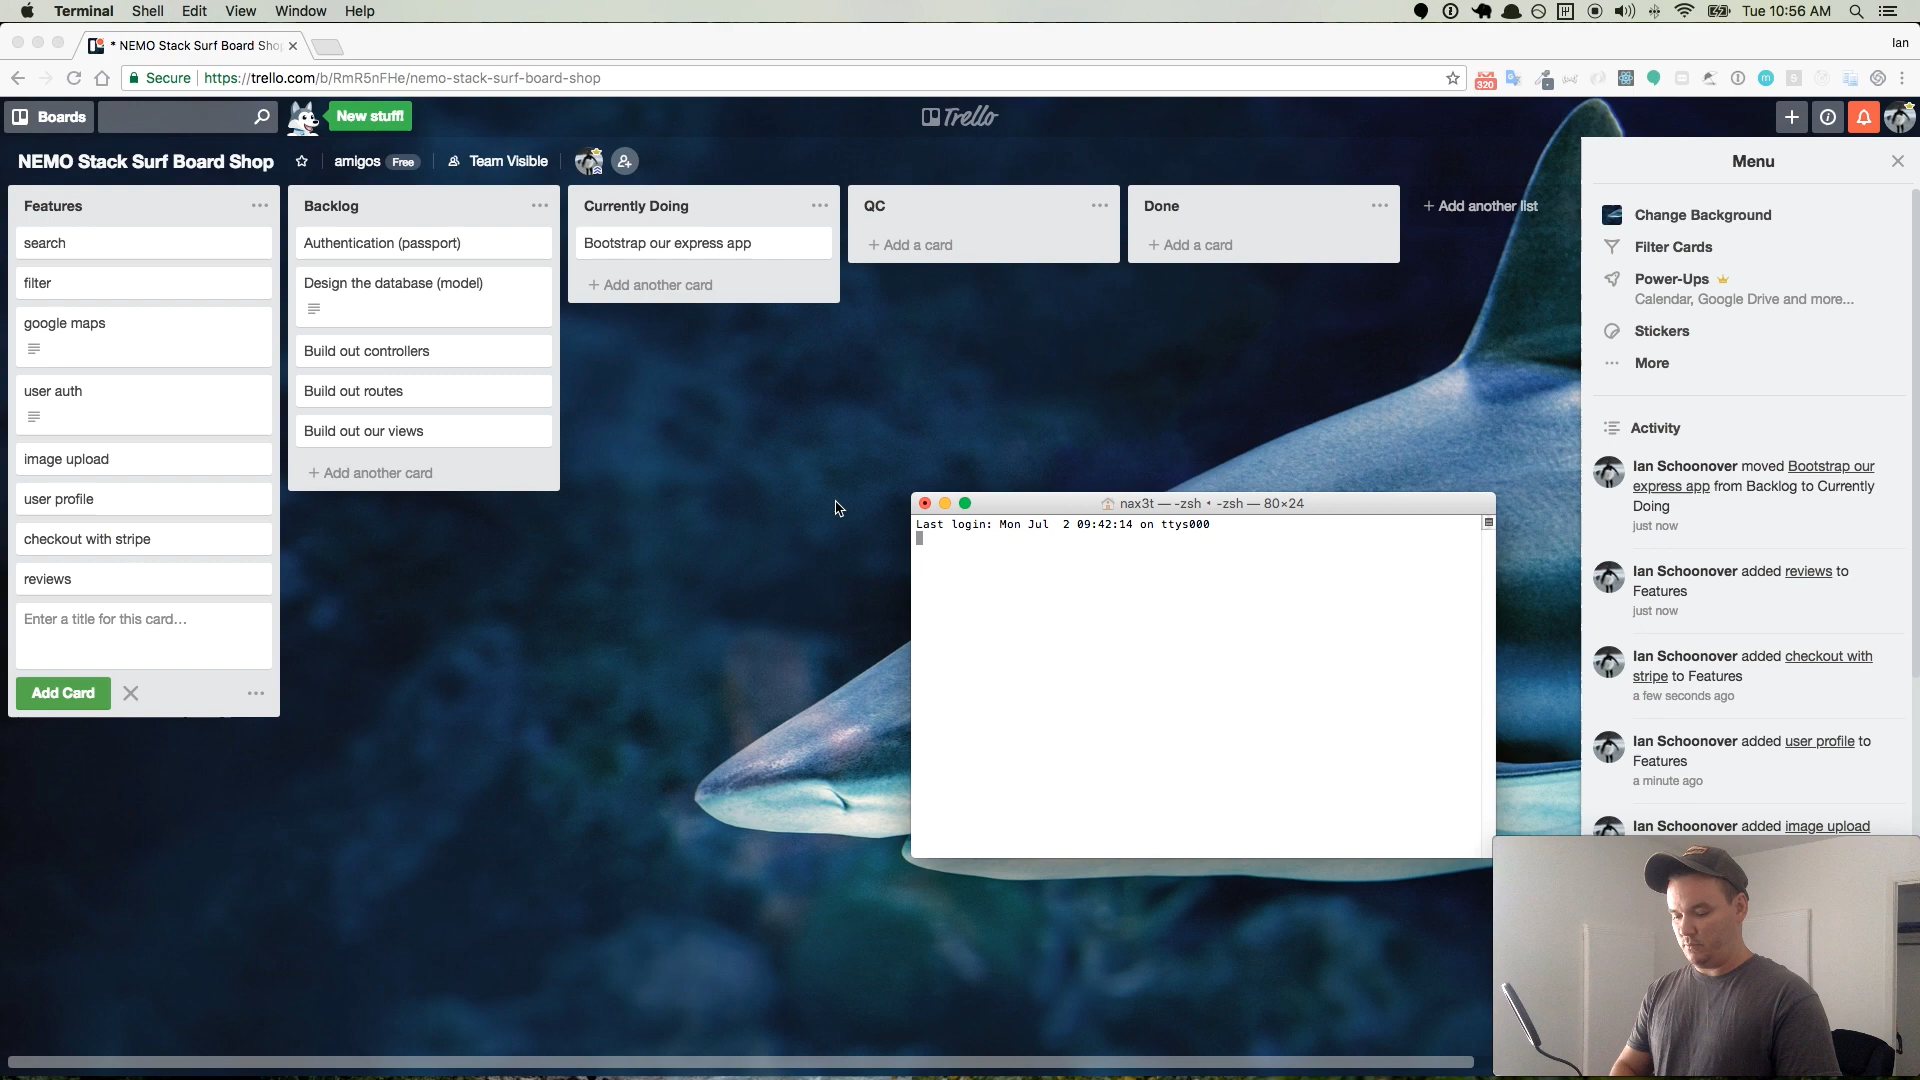 Terminal Shell Edit View Window Help
Tue 10:56 AM
* NEMO Stack Surf Board Sho
Ian
Secure https://trello.com/b/RmR5nFHe/nemo-stack-surf-board-shop
320
Boards
New stuff!
Trello
NEMO Stack Surf Board Shop
amigos Free
Team Visible
Features
search
filter
google maps
user auth
image upload
user profile
checkout with stripe
reviews
Enter a title for this card…
Add Card
Backlog
Authentication (passport)
Design the database (model)
Build out controllers
Build out routes
Build out our views
+ Add another card
Currently Doing
Bootstrap our express app
+ Add another card
QC
+ Add a card
Done
+ Add a card
+ Add another list
nax3t — -zsh • -zsh — 80×24
Last login: Mon Jul  2 09:42:14 on ttys000
Menu
Change Background
Filter Cards
Power-Ups
Calendar, Google Drive and more...
Stickers
More
Activity
Ian Schoonover moved Bootstrap our
express app from Backlog to Currently
Doing
just now
Ian Schoonover added reviews to
Features
just now
Ian Schoonover added checkout with
stripe to Features
a few seconds ago
Ian Schoonover added user profile to
Features
a minute ago
Ian Schoonover added image upload